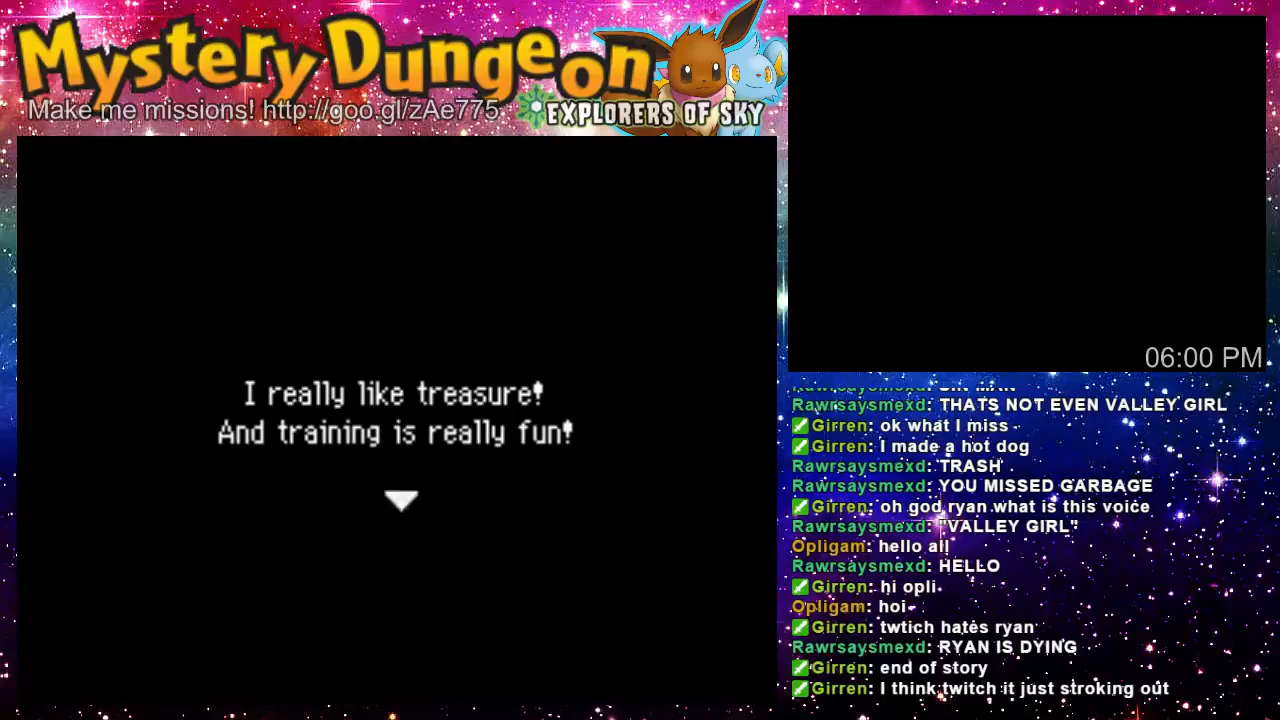 Mystery Dungeon
Make me missions! http://goo.gl/zAe775
EXPLORERS OF SKY
I really like treasure!
And training is really fun!
06:00 PM
Rawrsaysmexd:
Rawrsaysmexd: THATS NOT EVEN VALLEY GIRL
Girren: ok what I miss
Girren: I made a hot dog
Rawrsaysmexd: TRASH
Rawrsaysmexd: YOU MISSED GARBAGE
Girren: oh god ryan what is this voice
Rawrsaysmexd: "VALLEY GIRL"
Opligam: hello all
Rawrsaysmexd: HELLO
Girren: hi opli
Opligam: hoi
Girren: twtich hates ryan
Rawrsaysmexd: RYAN IS DYING
Girren: end of story
Girren: I think twitch it just stroking out